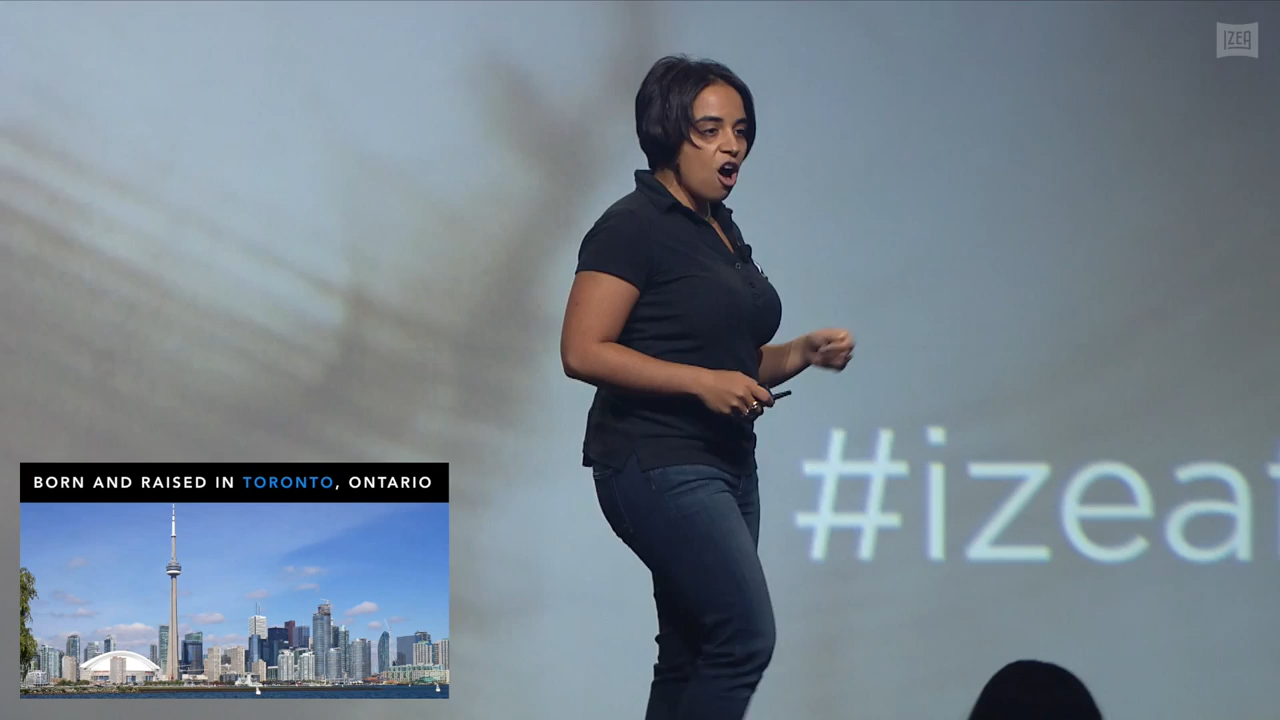 IZEA
BORN AND RAISED IN TORONTO, ONTARIO
#izea